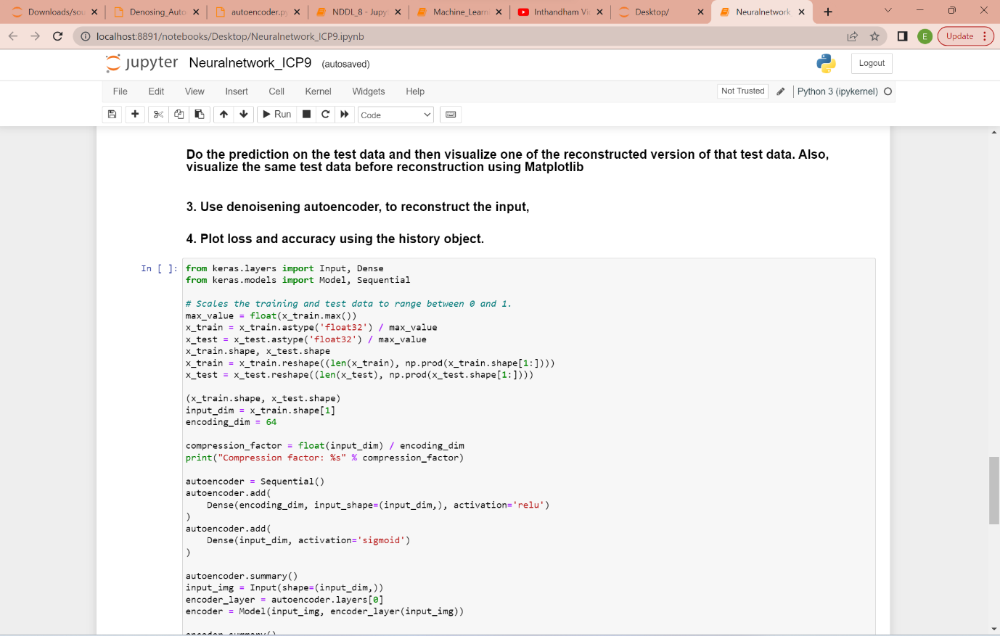 Downloads/sou
Denosing_Auto
autoencoder.py
NDDL_8 - Jupy
Machine_Learn
Inthandham Vi
Desktop/
Neuralnetwork
localhost:8891/notebooks/Desktop/Neuralnetwork_ICP9.ipynb
E
Update
jupyter Neuralnetwork_ICP9 (autosaved)
Logout
File Edit View Insert Cell Kernel Widgets Help
Not Trusted
Python 3 (ipykernel)
Run
Code
Do the prediction on the test data and then visualize one of the reconstructed version of that test data. Also,
visualize the same test data before reconstruction using Matplotlib
3. Use denoisening autoencoder, to reconstruct the input,
4. Plot loss and accuracy using the history object.
In [ ]:
from keras.layers import Input, Dense
from keras.models import Model, Sequential
# Scales the training and test data to range between 0 and 1.
max_value = float(x_train.max())
x_train = x_train.astype('float32') / max_value
x_test = x_test.astype('float32') / max_value
x_train.shape, x_test.shape
x_train = x_train.reshape((len(x_train), np.prod(x_train.shape[1:])))
x_test = x_test.reshape((len(x_test), np.prod(x_test.shape[1:])))
(x_train.shape, x_test.shape)
input_dim = x_train.shape[1]
encoding_dim = 64
compression_factor = float(input_dim) / encoding_dim
print("Compression factor: %s" % compression_factor)
autoencoder = Sequential()
autoencoder.add(
    Dense(encoding_dim, input_shape=(input_dim,), activation='relu')
)
autoencoder.add(
    Dense(input_dim, activation='sigmoid')
)
autoencoder.summary()
input_img = Input(shape=(input_dim,))
encoder_layer = autoencoder.layers[0]
encoder = Model(input_img, encoder_layer(input_img))
encoder.summary()